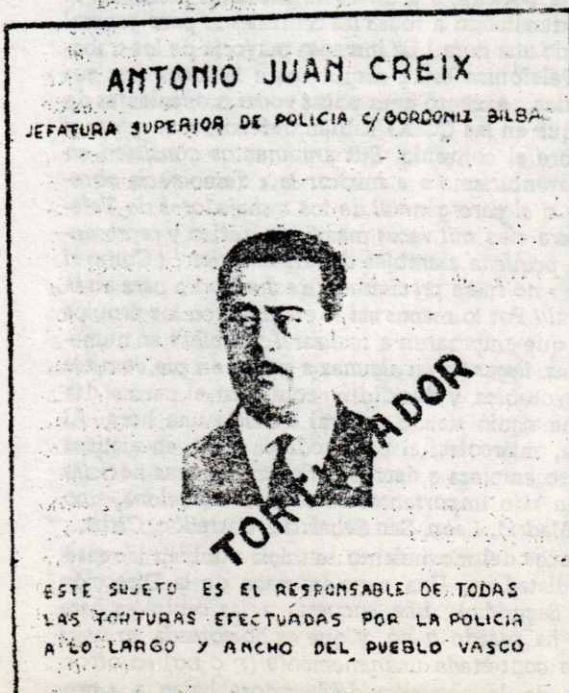 ANTONIO JUAN CREIX
JEFATURA SUPERIOR DE POLICIA C/GORDONIZ BILBA
TORTURADOR
ESTE SUJETO ES EL RESPONSABLE DE TODAS
LAS TORTURAS EFECTUADAS POR LA POLICIA
A LO LARGO Y ANCHO DEL PUEBLO VASCO